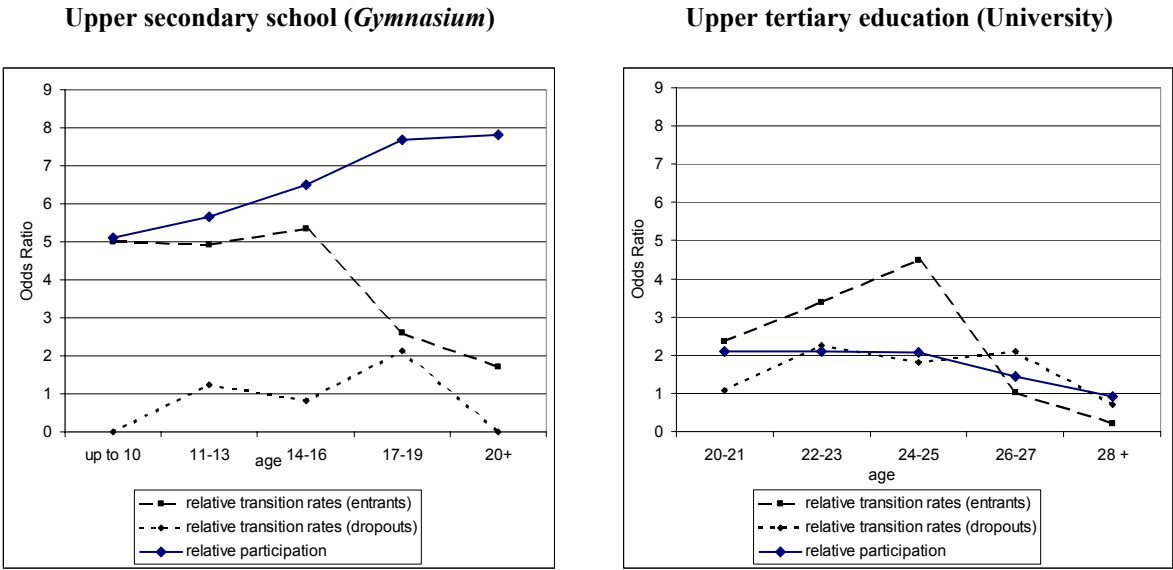 Upper secondary school (Gymnasium)
Upper tertiary education (University)
9
8
7
6
5
4
3
2
1
0
Odds Ratio
up to 10 11-13 14-16 17-19 20+
age
relative transition rates (entrants)
relative transition rates (dropouts)
relative participation
9
8
7
6
5
4
3
2
1
0
Odds Ratio
20-21 22-23 24-25 26-27 28 +
age
relative transition rates (entrants)
relative transition rates (dropouts)
relative participation